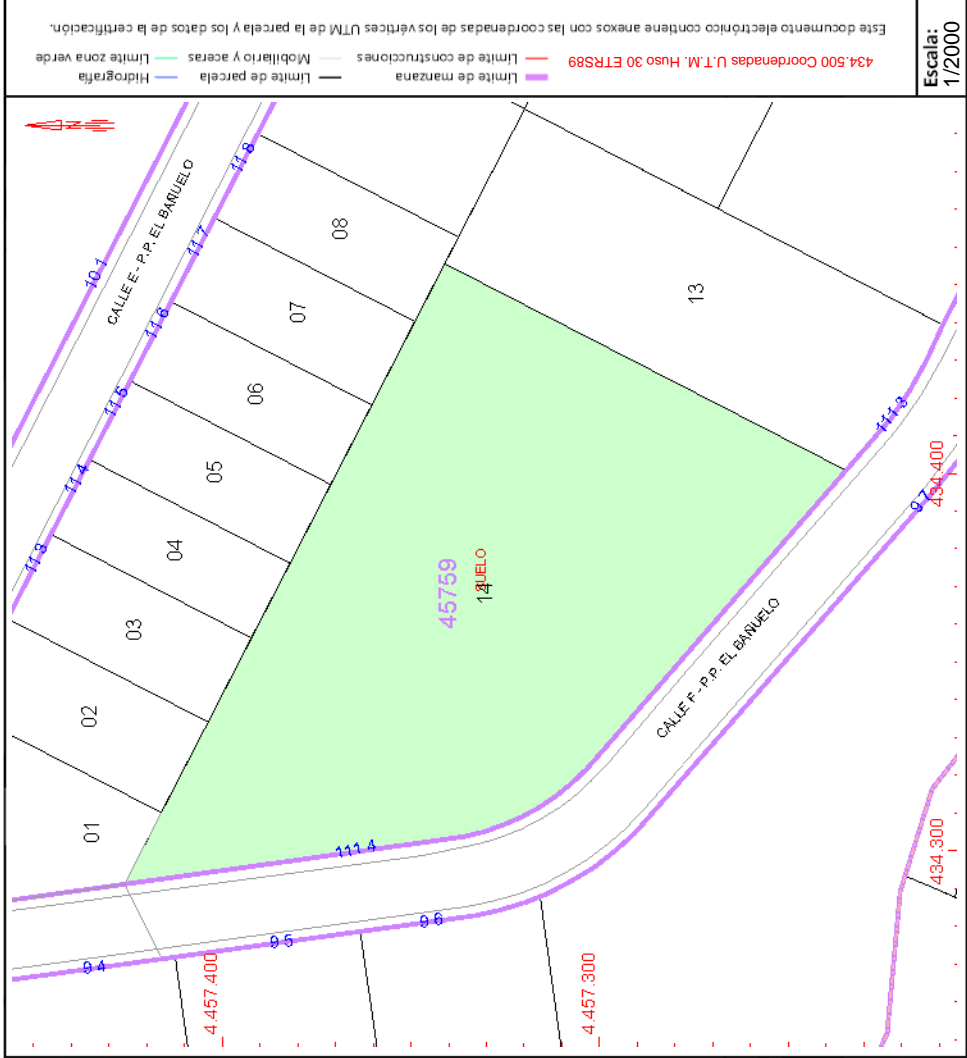 Este documento electrónico contiene anexos con las coordenadas de los vértices UTM de la parcela y los datos de la certificación.
434.500 Coordenadas U.T.M. Huso 30 ETRS89
Límite de manzana
Límite de construcciones
Límite de parcela
Mobiliario y aceras
Hidrografía
Límite zona verde
Escala:
1/2000
N
CALLE E - P.P. EL BAÑUELO
10 1
11 8
11 7
11 6
11 5
11 4
11 3
08
07
06
05
04
03
02
01
13
45759
SUELO
14
111 3
111 4
CALLE F - P.P. EL BAÑUELO
9 7
9 6
9 5
9 4
434.400
434.300
4.457.400
4.457.300